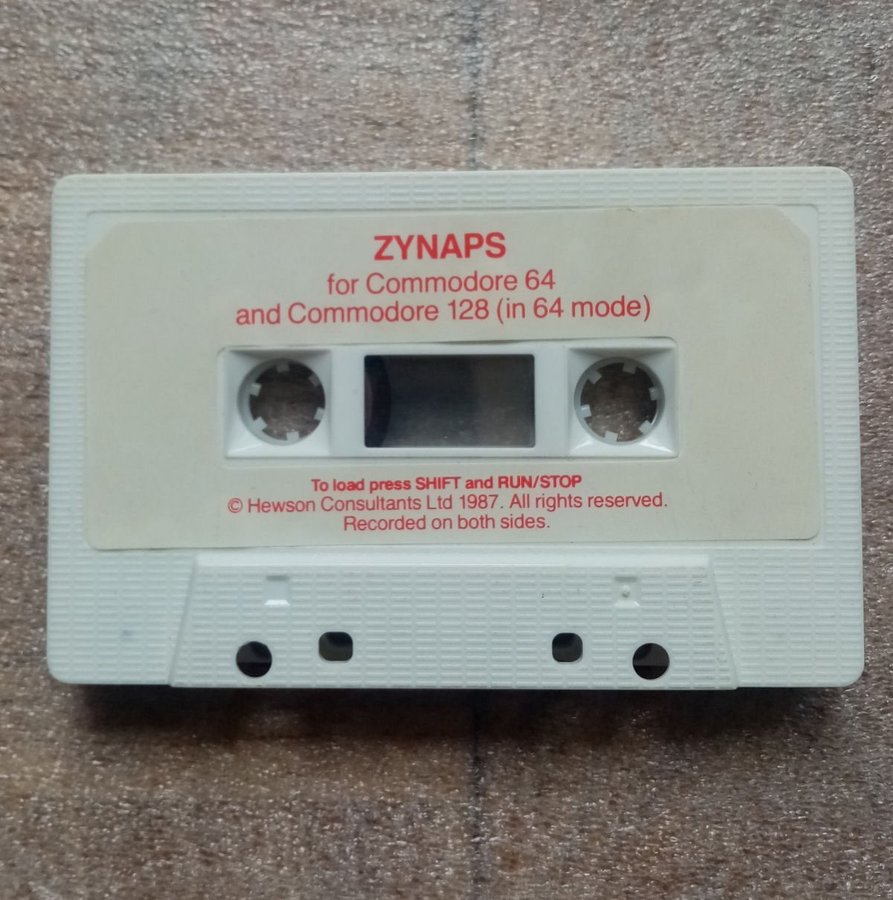 ZYNAPS
for Commodore 64
and Commodore 128 (in 64 mode)
To load press SHIFT and RUN/STOP
© Hewson Consultants Ltd 1987. All rights reserved.
Recorded on both sides.